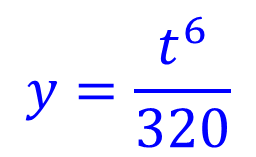 y = t⁶/320